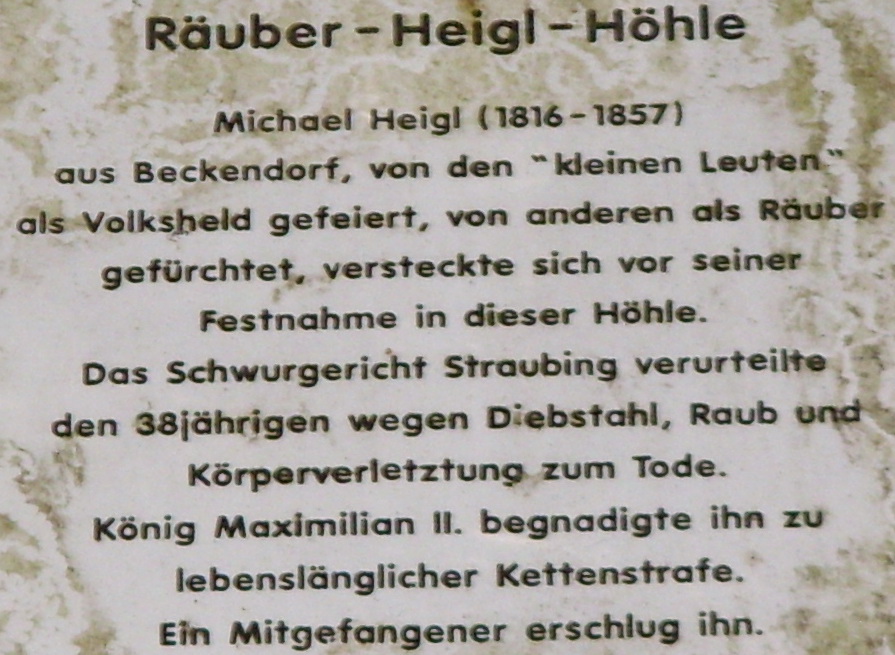 Räuber - Heigl - Höhle
Michael Heigl (1816-1857)
aus Beckendorf, von den "kleinen Leuten"
als Volksheld gefeiert, von anderen als Räuber
gefürchtet, versteckte sich vor seiner
Festnahme in dieser Höhle.
Das Schwurgericht Straubing verurteilte
den 38jährigen wegen Diebstahl, Raub und
Körperverletztung zum Tode.
König Maximilian II. begnadigte ihn zu
lebenslänglicher Kettenstrafe.
Ein Mitgefangener erschlug ihn.